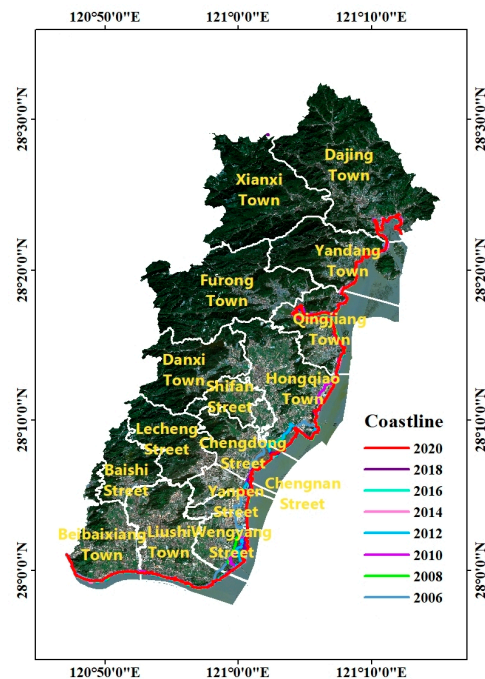 120°50'0"E 121°0'0"E 121°10'0"E
28°30'0"N 28°30'0"N
Dajing
Town
Xianxi
Town
Yandang
Town
28°20'0"N 28°20'0"N
Furong
Town
Qingjiang
Town
Danxi
Town
Hongqiao
Town
Shifan
Street
28°10'0"N 28°10'0"N
Lecheng
Street
Chengdong
Street
Baishi
Street
Chengnan
Street
Yanpen
Street
Beibaixiang
Town
Liushi
Town
Wengyang
Street
28°0'0"N 28°0'0"N
Coastline
2020
2018
2016
2014
2012
2010
2008
2006
120°50'0"E 121°0'0"E 121°10'0"E